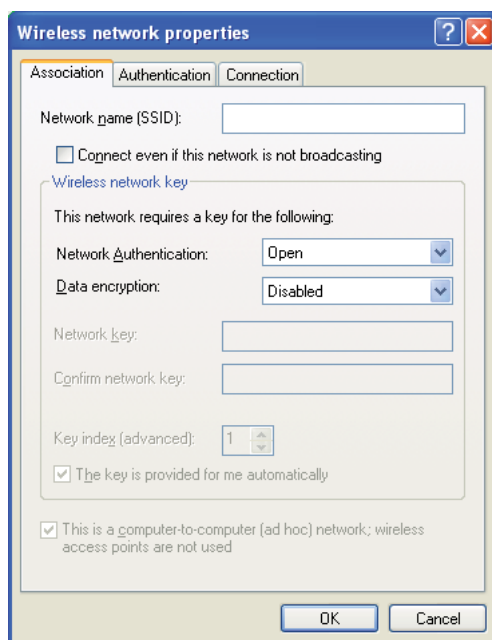 Wireless network properties
Association Authentication Connection
Network name (SSID):
Connect even if this network is not broadcasting
Wireless network key
This network requires a key for the following:
Network Authentication: Open
Data encryption: Disabled
Network key:
Confirm network key:
Key index (advanced): 1
The key is provided for me automatically
This is a computer-to-computer (ad hoc) network; wireless
access points are not used
OK Cancel